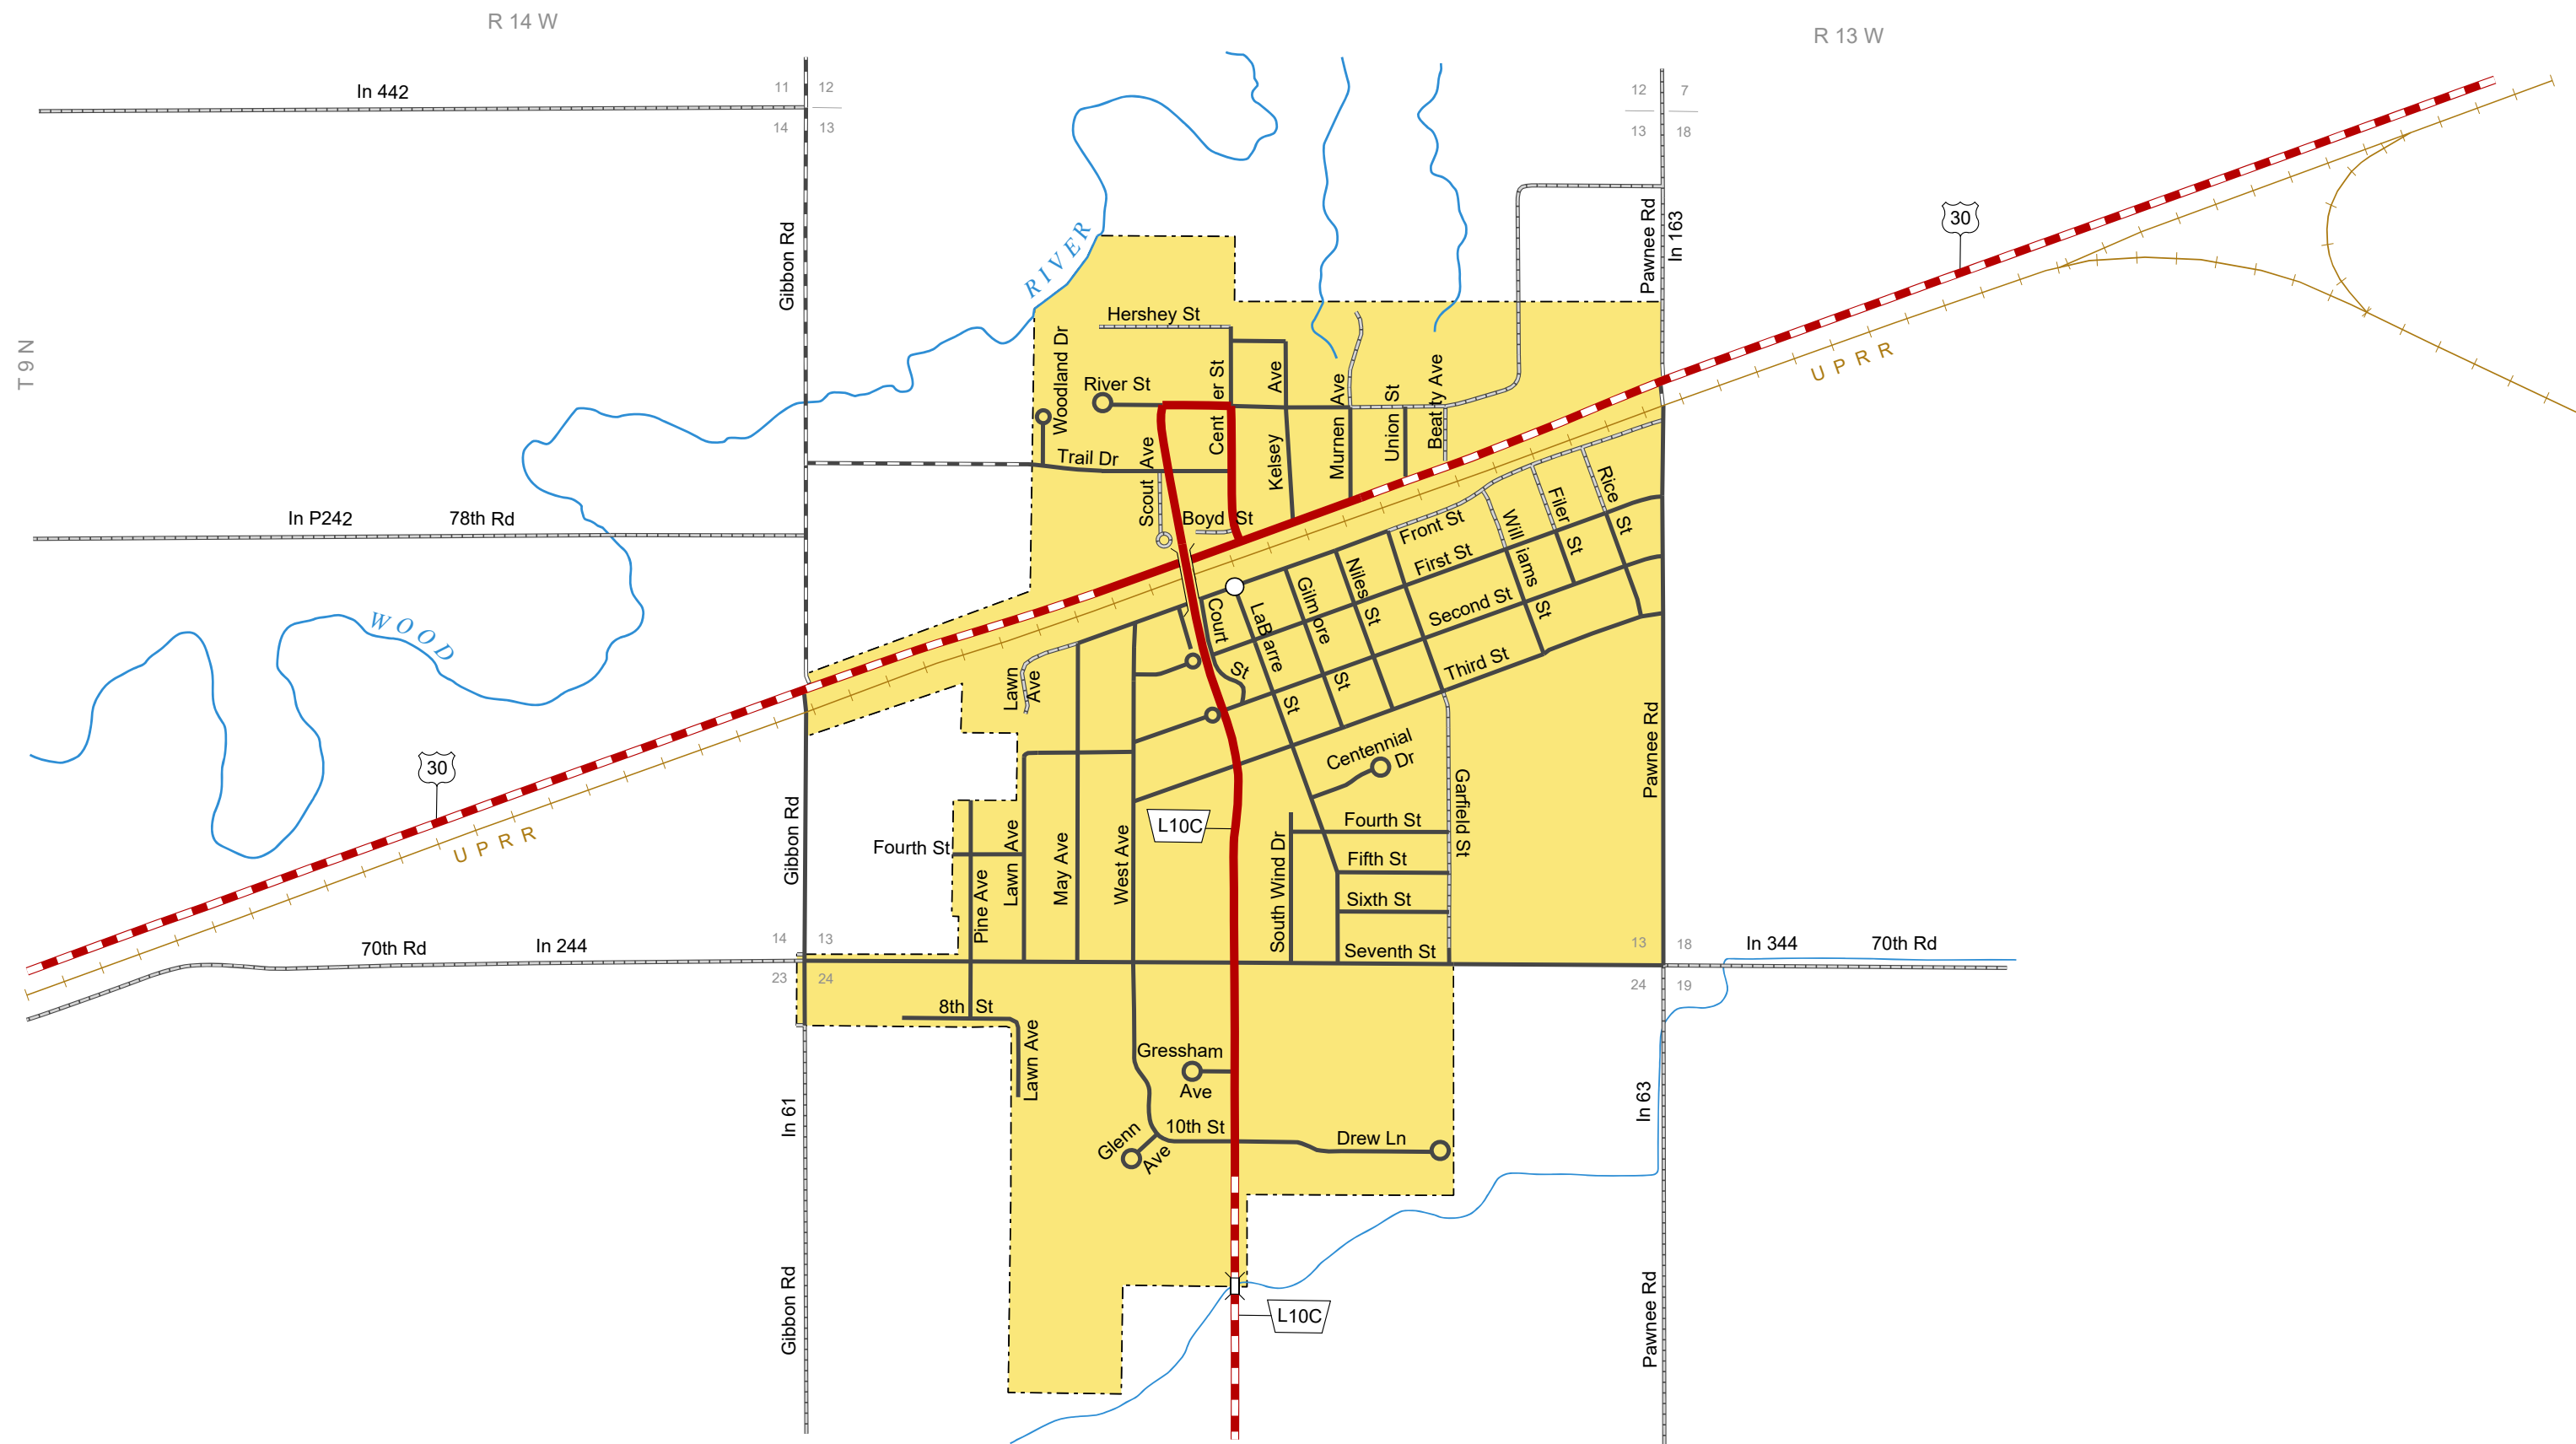 R 14 W
R 13 W
In 442
11 12
14 13
12 7
13 18
T 9 N
Gibbon Rd
RIVER
Pawnee Rd
In 163
30
UPRR
Hershey St
Woodland Dr
River St
Center St
Kelsey Ave
Murnen Ave
Union St
Beatty Ave
Trail Dr
Scout Ave
Boyd St
In P242
78th Rd
WOOD
Front St
First St
Second St
Third St
Rice St
Filer St
Williams St
Niles St
Gilmore St
LaBarre St
Court St
Lawn Ave
Pawnee Rd
Centennial Dr
30
UPRR
Gibbon Rd
L10C
Garfield St
Fourth St
Pine Ave
Lawn Ave
May Ave
West Ave
South Wind Dr
Fourth St
Fifth St
Sixth St
Seventh St
70th Rd
In 244
14 13
23 24
13 18
24 19
In 344
70th Rd
8th St
Lawn Ave
Gressham Ave
10th St
Glenn Ave
Drew Ln
In 61
In 63
Gibbon Rd
L10C
Pawnee Rd